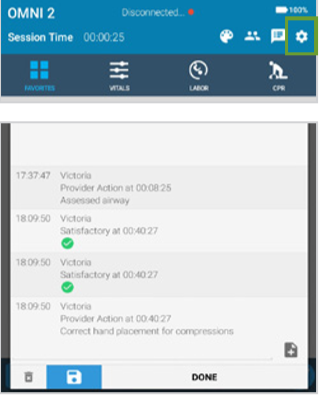 OMNI 2
Disconnected...
100%
Session Time 00:00:25
FAVORITES
VITALS
LABOR
CPR
17:37:47 Victoria
Provider Action at 00:08:25
Assessed airway
18:09:50 Victoria
Satisfactory at 00:40:27
18:09:50 Victoria
Satisfactory at 00:40:27
18:09:50 Victoria
Provider Action at 00:40:27
Correct hand placement for compressions
DONE